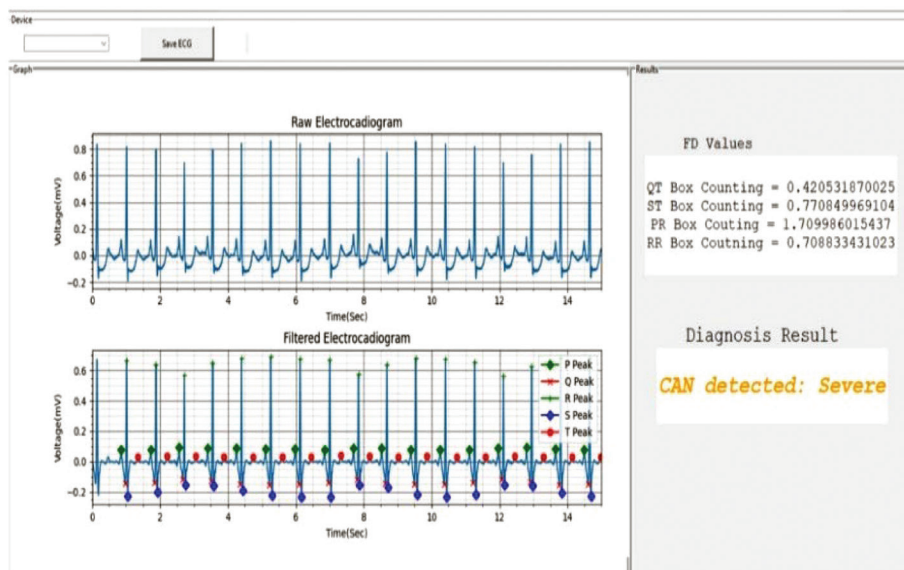 Device
Save ECG
Graph
Raw Electrocadiogram
Voltage(mV)
0.8
0.6
0.4
0.2
0.0
−0.2
0 2 4 6 8 10 12 14
Time(Sec)
Filtered Electrocadiogram
Voltage(mV)
0.6
0.4
0.2
0.0
−0.2
P Peak
Q Peak
R Peak
S Peak
T Peak
0 2 4 6 8 10 12 14
Time(Sec)
Results
FD Values
QT Box Counting = 0.420531870025
ST Box Counting = 0.770849969104
PR Box Couting = 1.709986015437
RR Box Coutning = 0.708833431023
Diagnosis Result
CAN detected: Severe